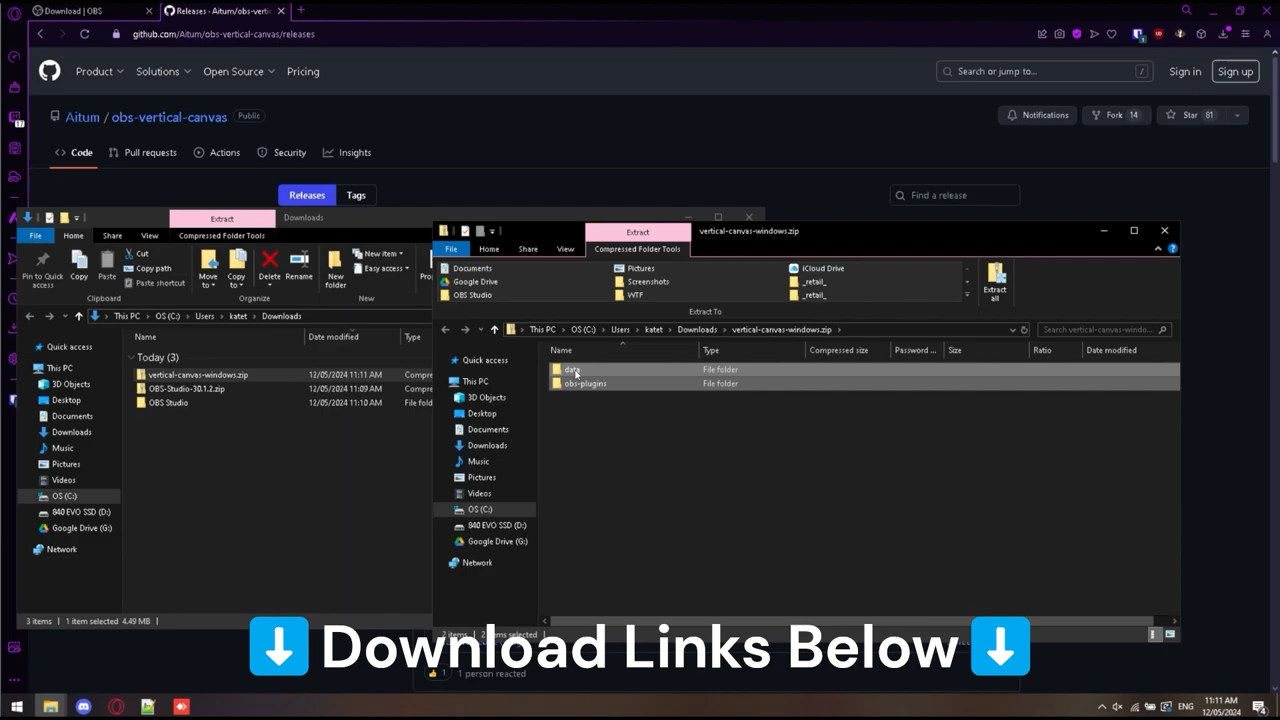 Download | OBS
Releases · Aitum/obs-verti
github.com/Aitum/obs-vertical-canvas/releases
Product
Solutions
Open Source
Pricing
Search or jump to...
/
Sign in
Sign up
Aitum / obs-vertical-canvas
Public
Notifications
Fork 14
Star 81
Code
Pull requests
Actions
Security
Insights
Releases
Tags
Find a release
Extract
Downloads
File
Home
Share
View
Compressed Folder Tools
Pin to Quick access
Copy
Paste
Cut
Copy path
Paste shortcut
Clipboard
Move to
Copy to
Delete
Rename
Organize
New folder
New item
Easy access
New
This PC
OS (C:)
Users
katet
Downloads
Name
Date modified
Type
Today (3)
vertical-canvas-windows.zip 12/05/2024 11:11 AM Compre
OBS-Studio-30.1.2.zip 12/05/2024 11:09 AM Compre
OBS Studio 12/05/2024 11:10 AM File fold
Quick access
This PC
3D Objects
Desktop
Documents
Downloads
Music
Pictures
Videos
OS (C:)
840 EVO SSD (D:)
Google Drive (G:)
Network
3 items
1 item selected 4.49 MB
Extract
vertical-canvas-windows.zip
File
Home
Share
View
Compressed Folder Tools
Documents
Pictures
iCloud Drive
Google Drive
Screenshots
_retail_
OBS Studio
WTF
_retail_
Extract all
Extract To
This PC
OS (C:)
Users
katet
Downloads
vertical-canvas-windows.zip
Search vertical-canvas-windo...
Name
Type
Compressed size
Password ...
Size
Ratio
Date modified
data File folder
obs-plugins File folder
Quick access
This PC
3D Objects
Desktop
Documents
Downloads
Music
Pictures
Videos
OS (C:)
840 EVO SSD (D:)
Google Drive (G:)
Network
Download Links Below
1 person reacted
ENG
11:11 AM
12/05/2024